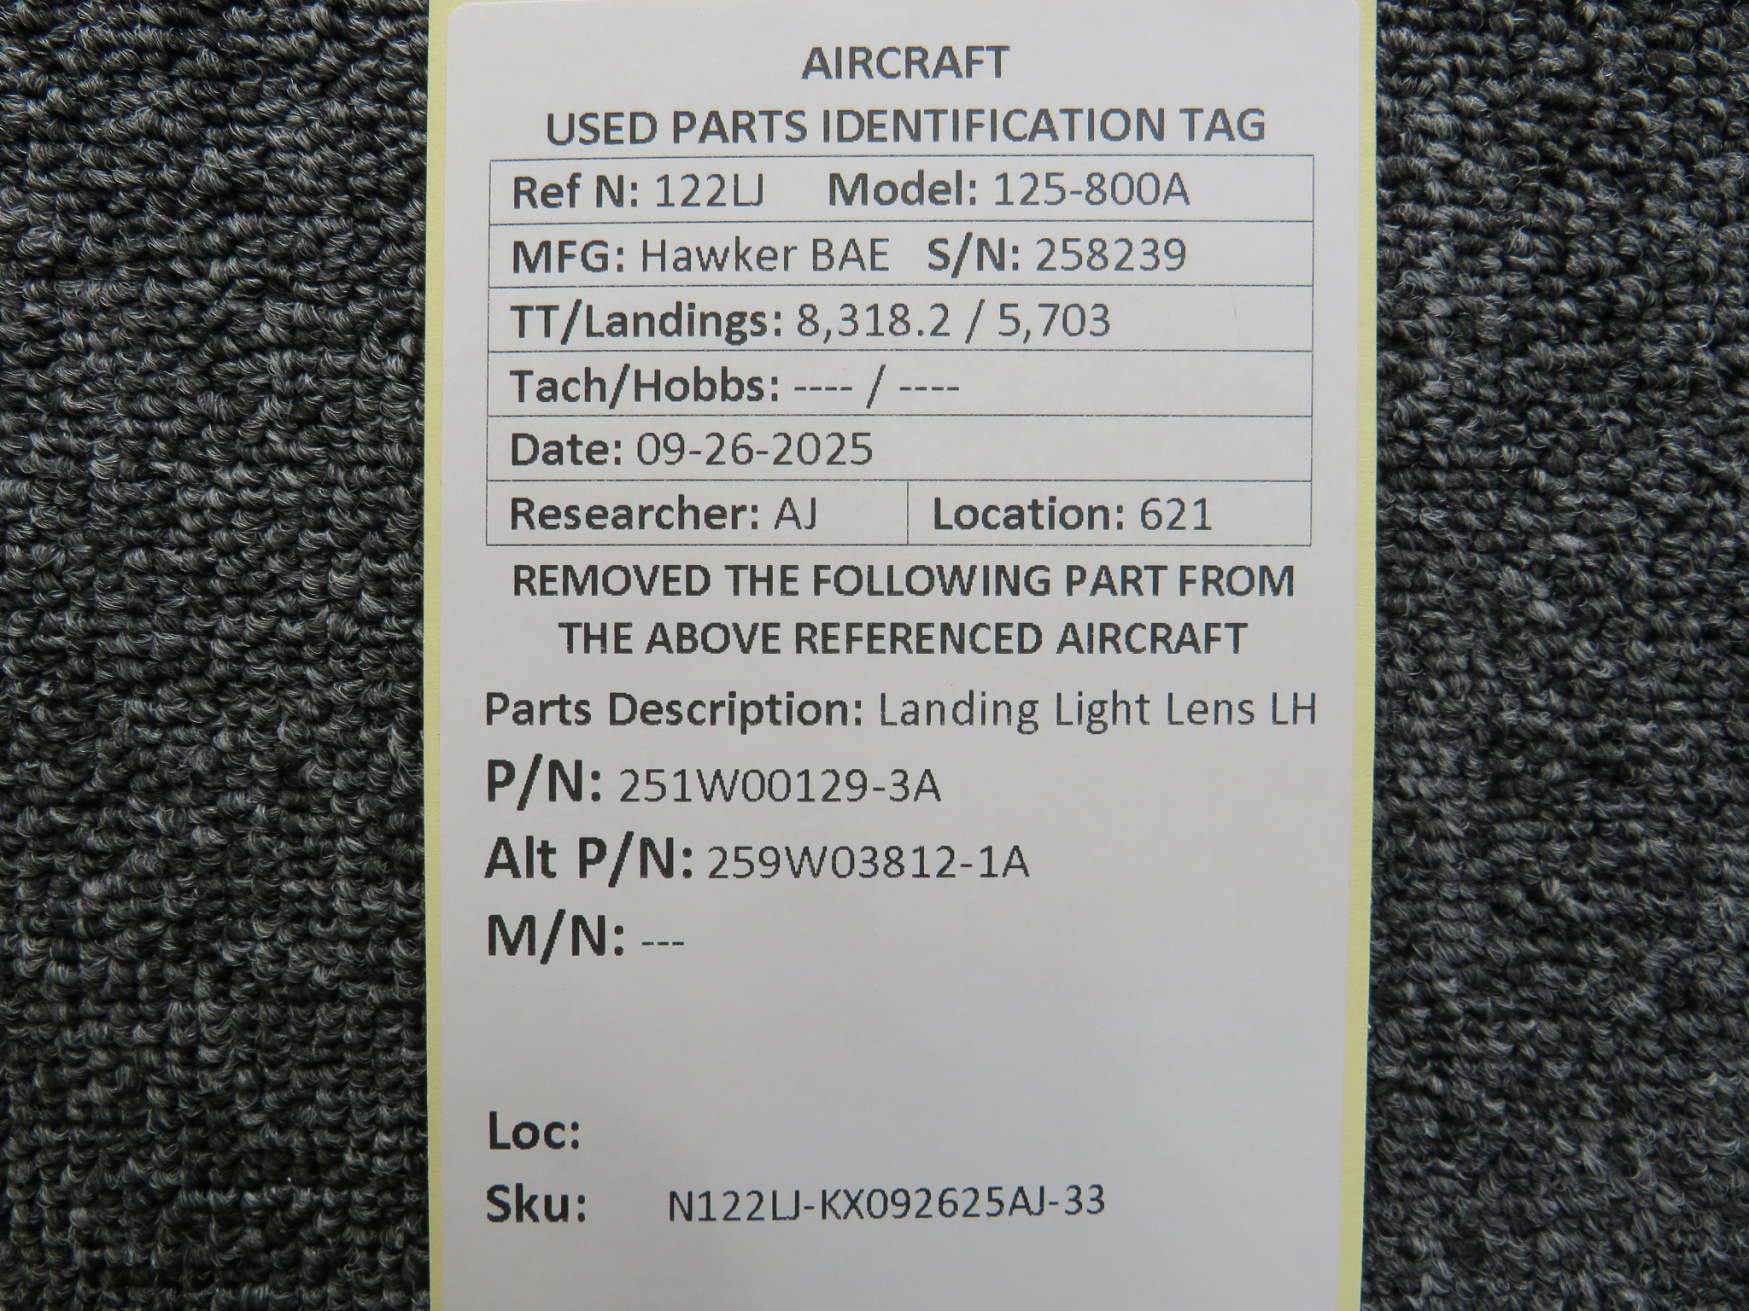 AIRCRAFT
USED PARTS IDENTIFICATION TAG
Ref N: 122LJ Model: 125-800A
MFG: Hawker BAE S/N: 258239
TT/Landings: 8,318.2 / 5,703
Tach/Hobbs: ---- / ----
Date: 09-26-2025
Researcher: AJ Location: 621
REMOVED THE FOLLOWING PART FROM
THE ABOVE REFERENCED AIRCRAFT
Parts Description: Landing Light Lens LH
P/N: 251W00129-3A
Alt P/N: 259W03812-1A
M/N: ---
Loc:
Sku: N122LJ-KX092625AJ-33